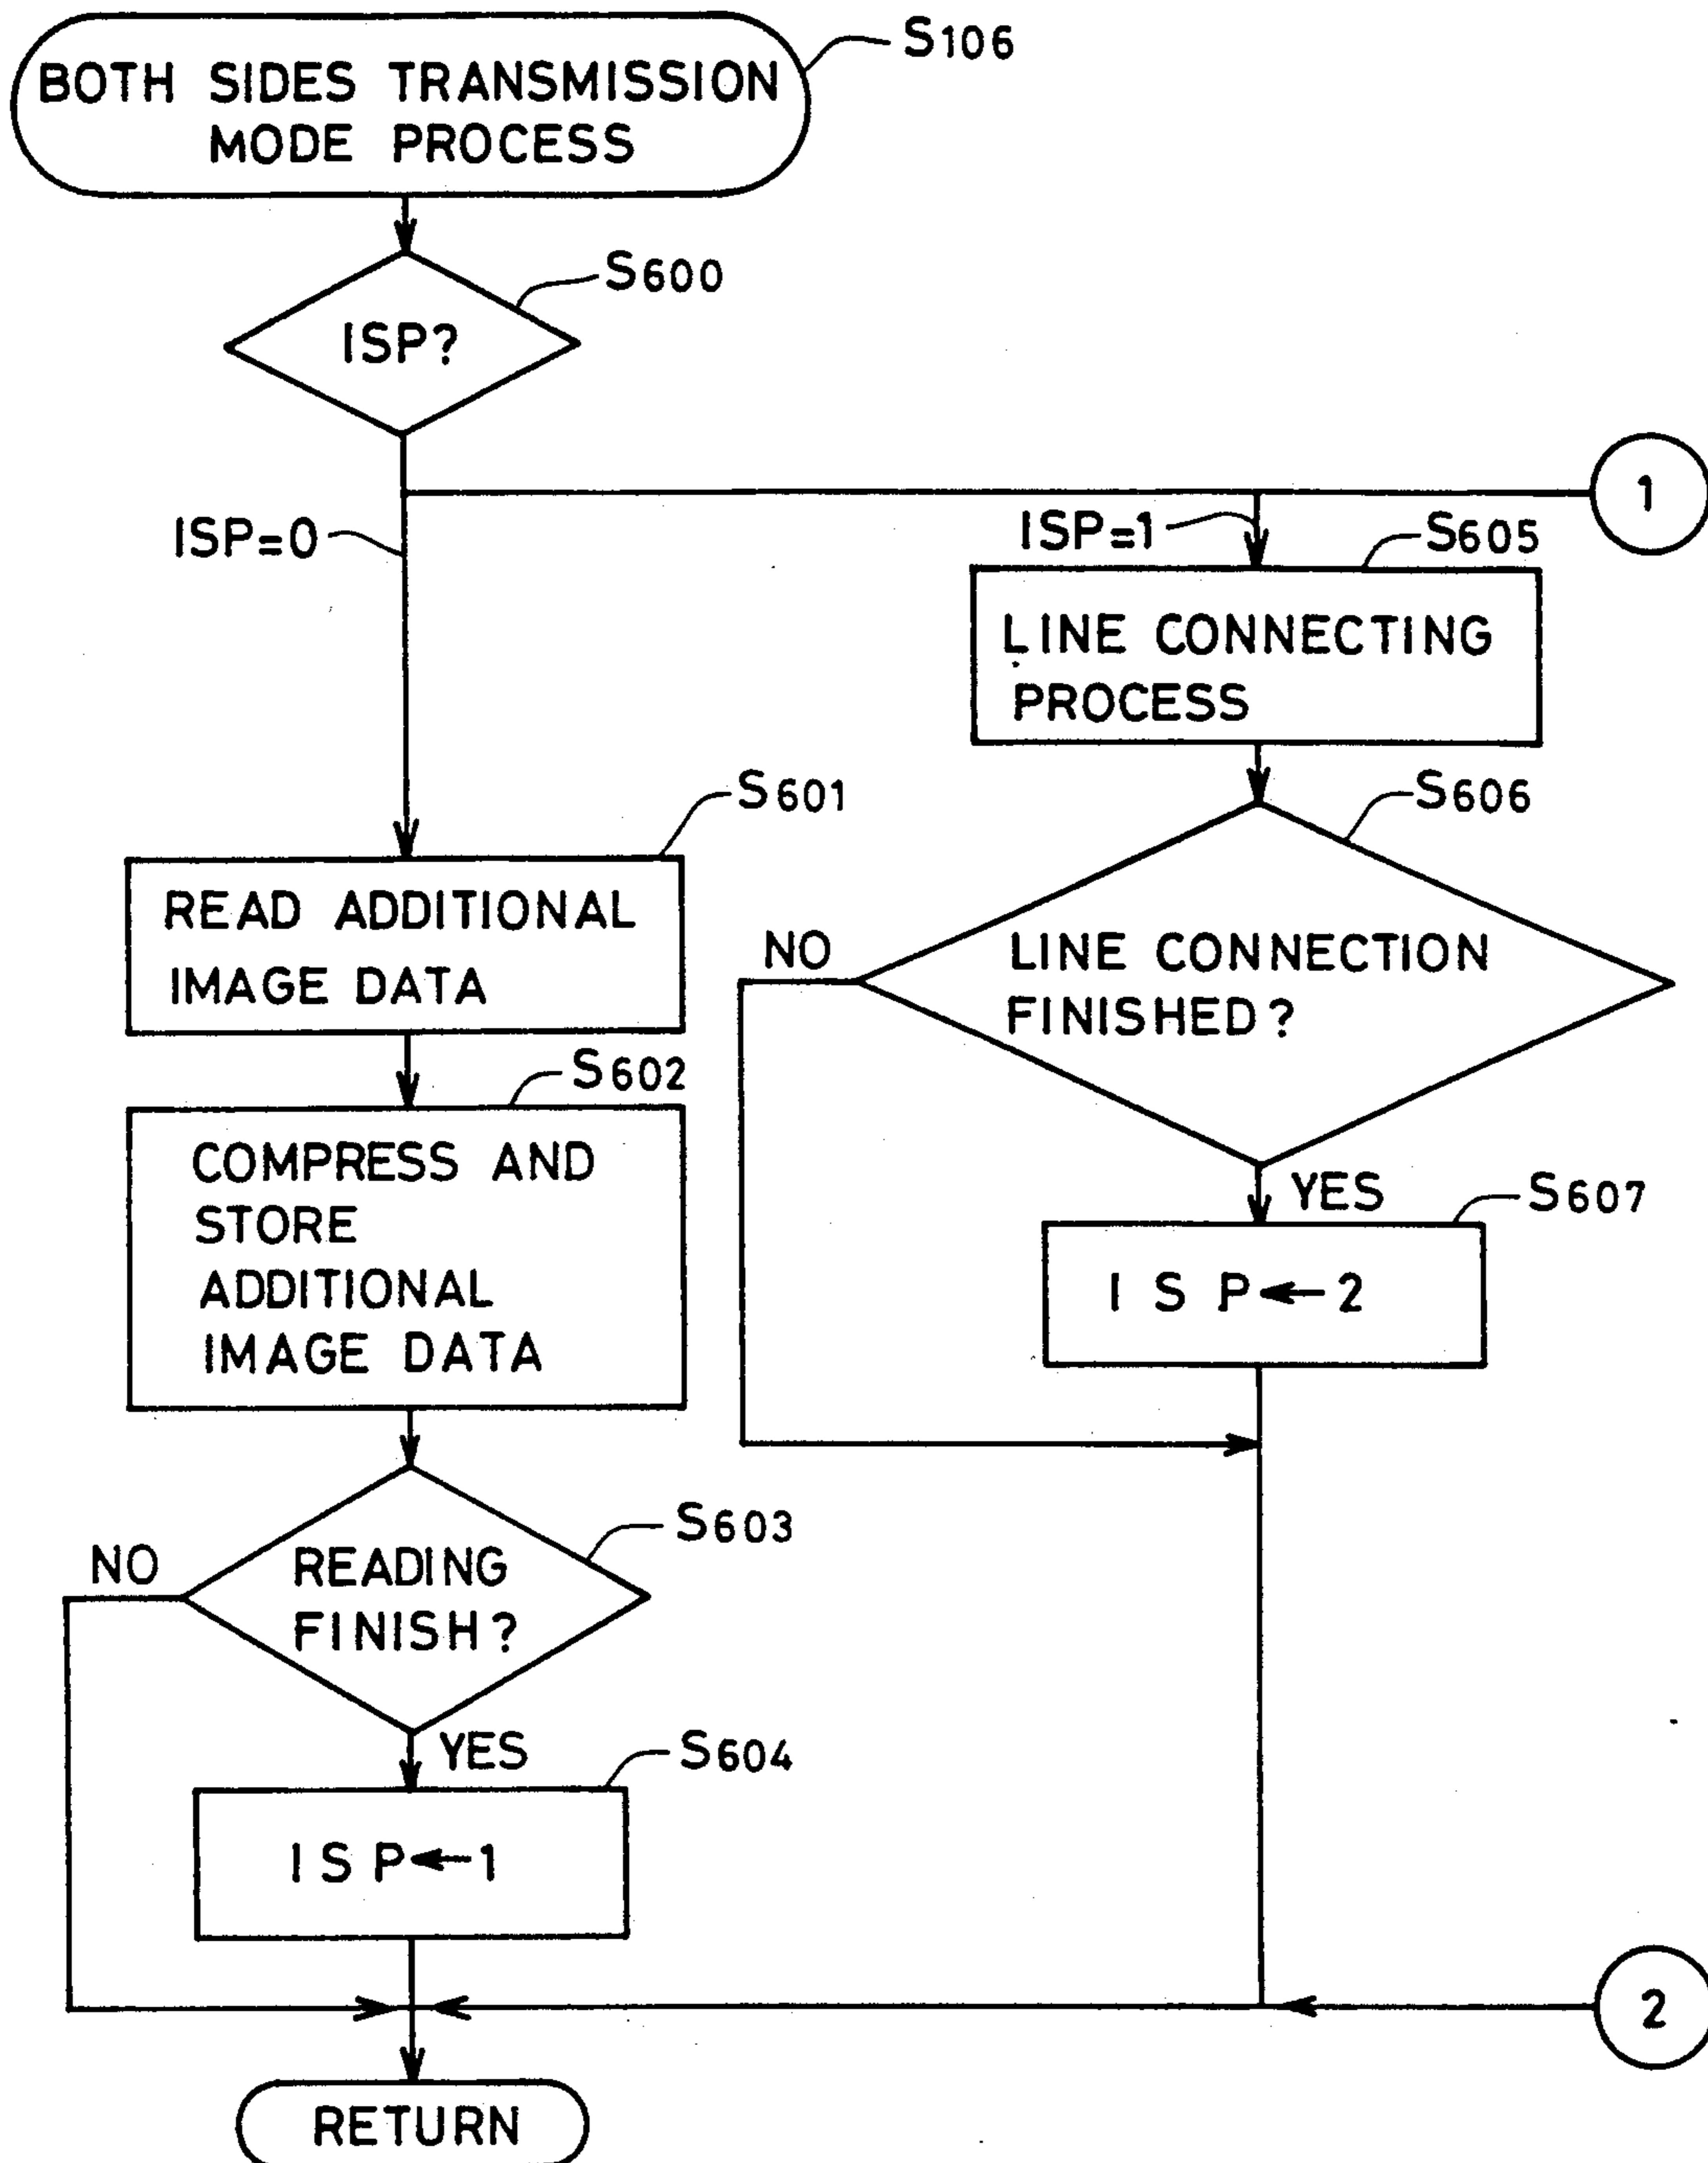 S106
BOTH SIDES TRANSMISSION
MODE PROCESS
S600
ISP?
1
ISP=0
ISP=1
S605
LINE CONNECTING
PROCESS
S601
READ ADDITIONAL
IMAGE DATA
S606
NO
LINE CONNECTION
FINISHED?
S602
COMPRESS AND
STORE
ADDITIONAL
IMAGE DATA
YES
S607
ISP←2
S603
NO
READING
FINISH?
YES
S604
ISP←1
2
RETURN